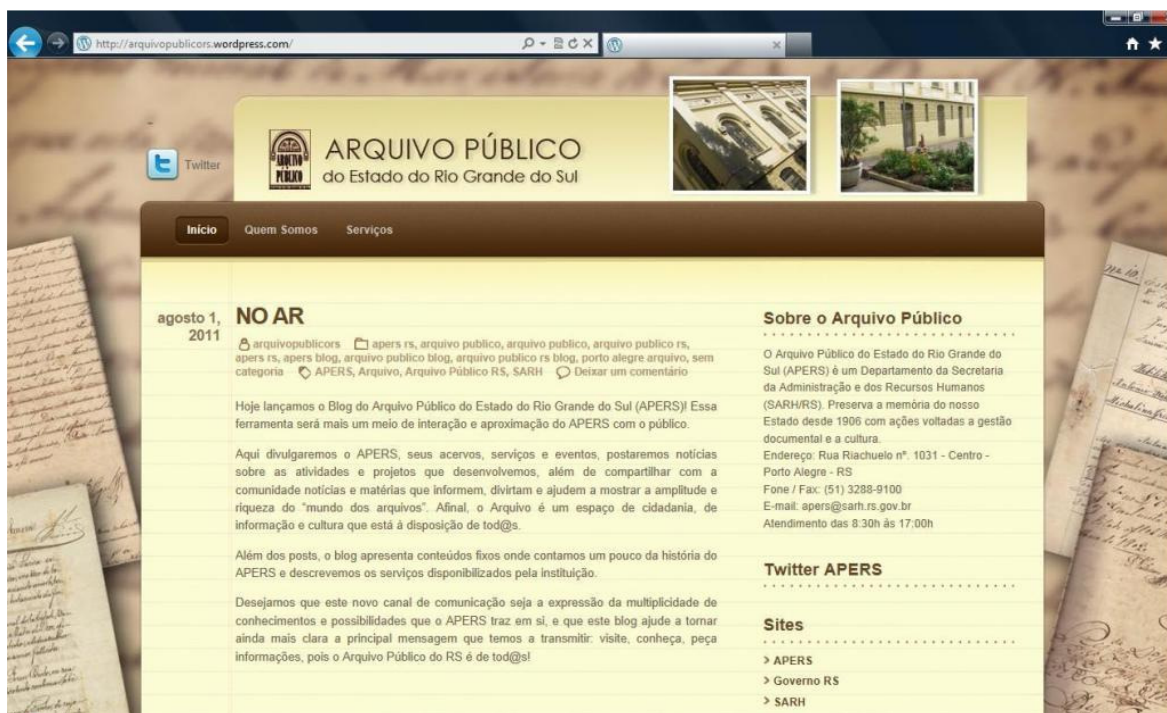 http://arquivopublicors.wordpress.com/
Twitter
ARQUIVO PÚBLICO
ARQUIVO PÚBLICO
do Estado do Rio Grande do Sul
Início Quem Somos Serviços
agosto 1, 2011
NO AR
arquivopublicors apers rs, arquivo publico, arquivo publico, arquivo publico rs,
apers rs, apers blog, arquivo publico blog, arquivo publico rs blog, porto alegre arquivo, sem
categoria APERS, Arquivo, Arquivo Público RS, SARH Deixar um comentário
Hoje lançamos o Blog do Arquivo Público do Estado do Rio Grande do Sul (APERS)! Essa
ferramenta será mais um meio de interação e aproximação do APERS com o público.
Aqui divulgaremos o APERS, seus acervos, serviços e eventos, postaremos notícias
sobre as atividades e projetos que desenvolvemos, além de compartilhar com a
comunidade notícias e matérias que informem, divirtam e ajudem a mostrar a amplitude e
riqueza do "mundo dos arquivos". Afinal, o Arquivo é um espaço de cidadania, de
informação e cultura que está á disposição de tod@s.
Além dos posts, o blog apresenta conteúdos fixos onde contamos um pouco da história do
APERS e descrevemos os serviços disponibilizados pela instituição.
Desejamos que este novo canal de comunicação seja a expressão da multiplicidade de
conhecimentos e possibilidades que o APERS traz em si, e que este blog ajude a tornar
ainda mais clara a principal mensagem que temos a transmitir: visite, conheça, peça
informações, pois o Arquivo Público do RS é de tod@s!
Sobre o Arquivo Público
O Arquivo Público do Estado do Rio Grande do
Sul (APERS) é um Departamento da Secretaria
da Administração e dos Recursos Humanos
(SARH/RS). Preserva a memória do nosso
Estado desde 1906 com ações voltadas a gestão
documental e a cultura.
Endereço: Rua Riachuelo nº. 1031 - Centro -
Porto Alegre - RS
Fone / Fax: (51) 3288-9100
E-mail: apers@sarh.rs.gov.br
Atendimento das 8:30h ás 17:00h
Twitter APERS
Sites
> APERS
> Governo RS
> SARH